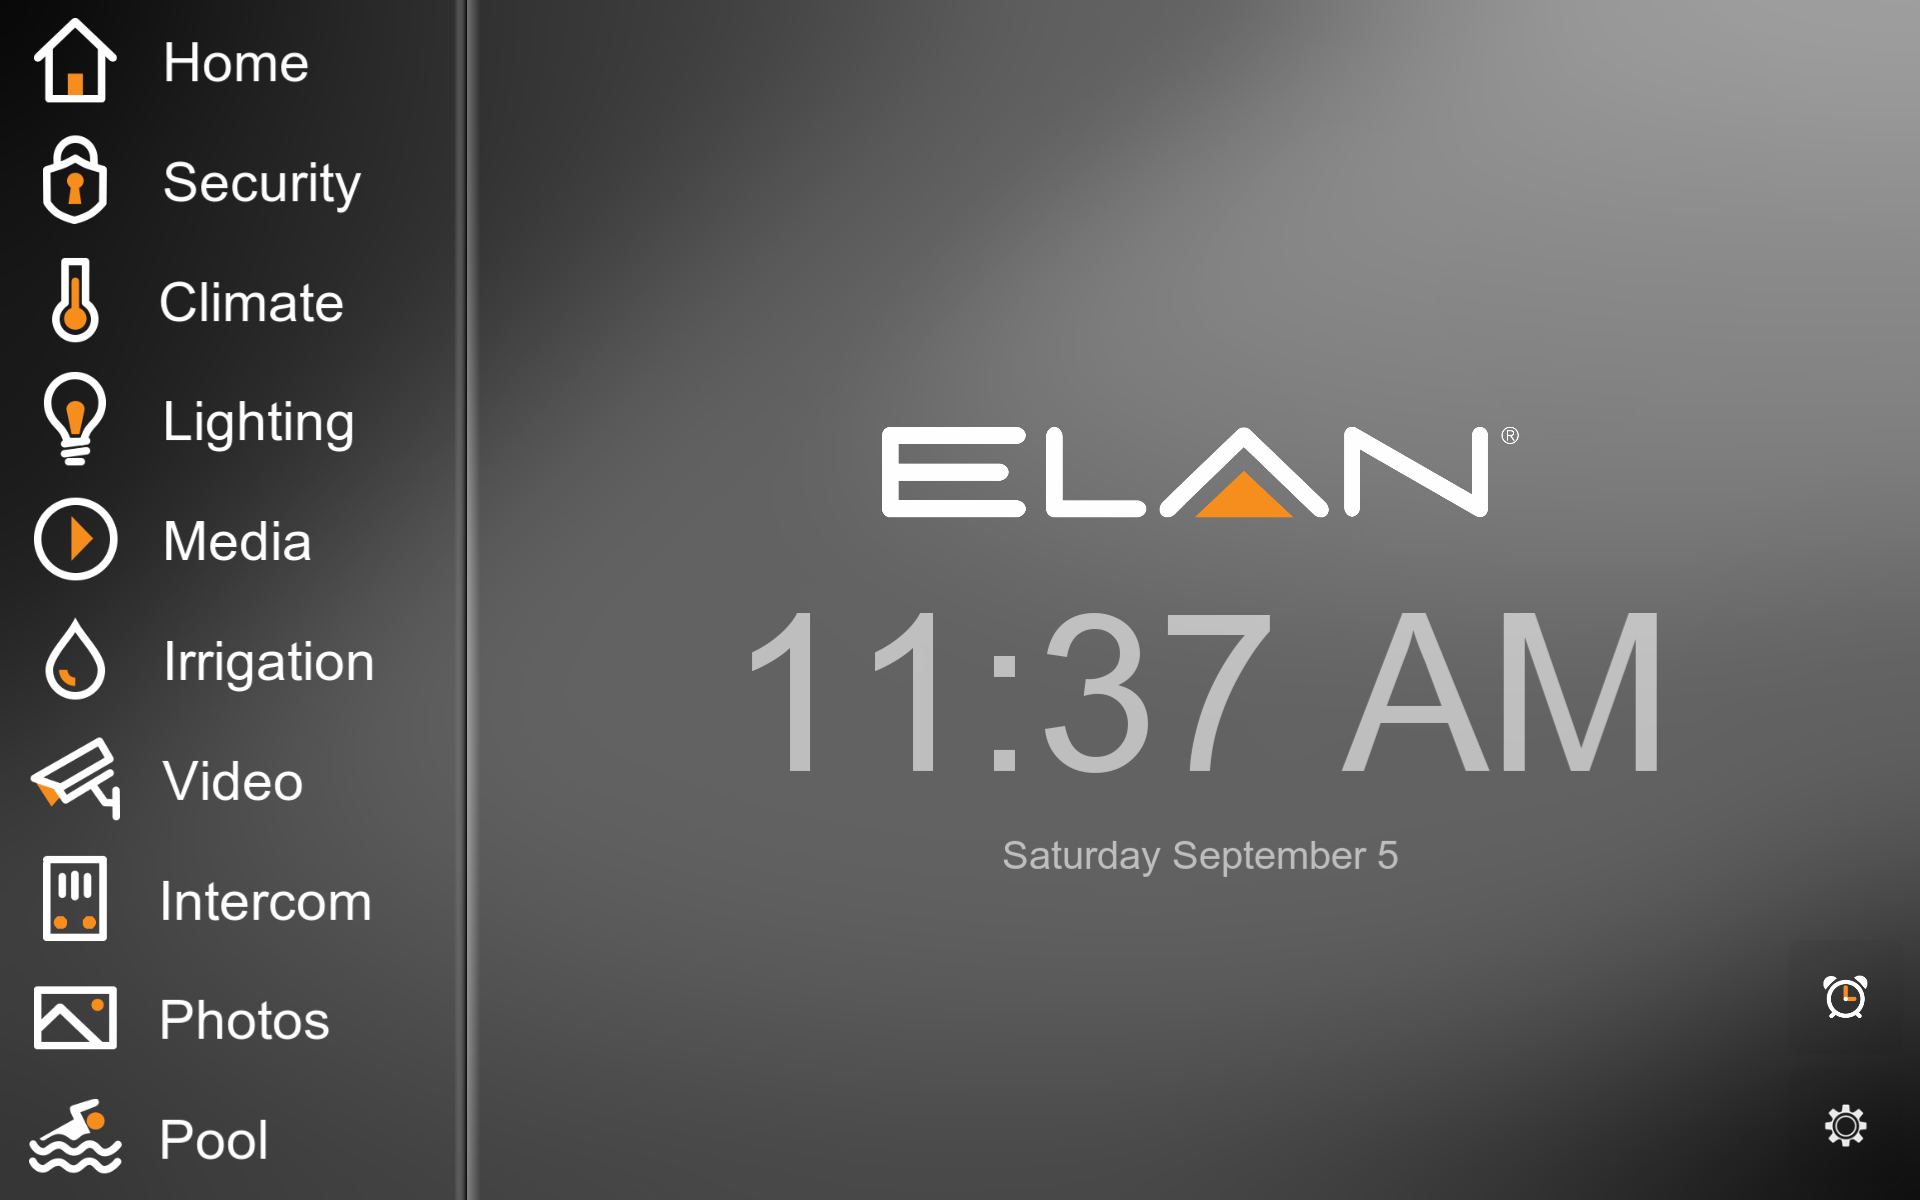 Home
Security
Climate
Lighting
Media
Irrigation
Video
Intercom
Photos
Pool
ELAN®
11:37 AM
Saturday September 5